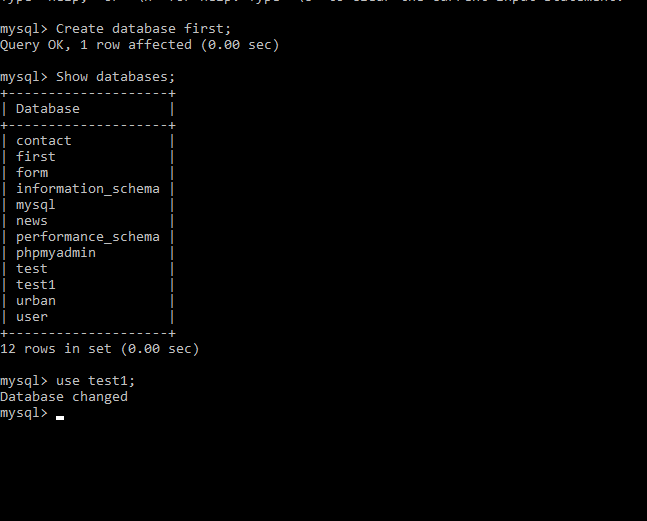 mysql> Create database first;
Query OK, 1 row affected (0.00 sec)
mysql> Show databases;
+--------------------+
| Database           |
+--------------------+
| contact            |
| first              |
| form               |
| information_schema |
| mysql              |
| news               |
| performance_schema |
| phpmyadmin         |
| test               |
| test1              |
| urban              |
| user               |
+--------------------+
12 rows in set (0.00 sec)
mysql> use test1;
Database changed
mysql>